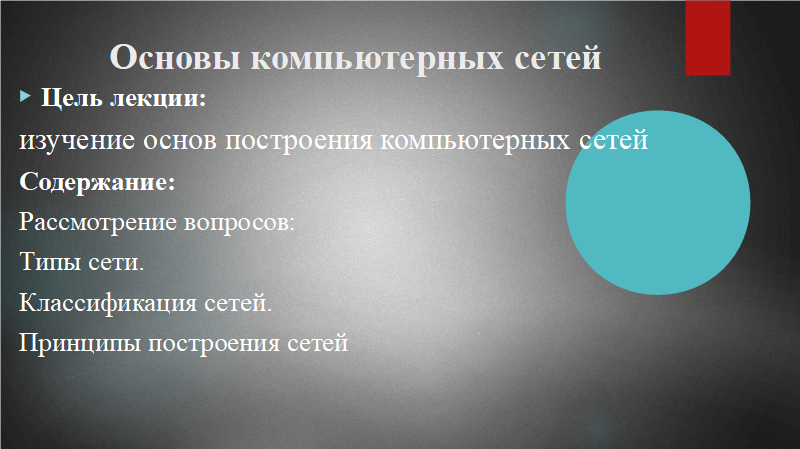 Основы компьютерных сетей
Цель лекции:
изучение основ построения компьютерных сетей
Содержание:
Рассмотрение вопросов:
Типы сети.
Классификация сетей.
Принципы построения сетей